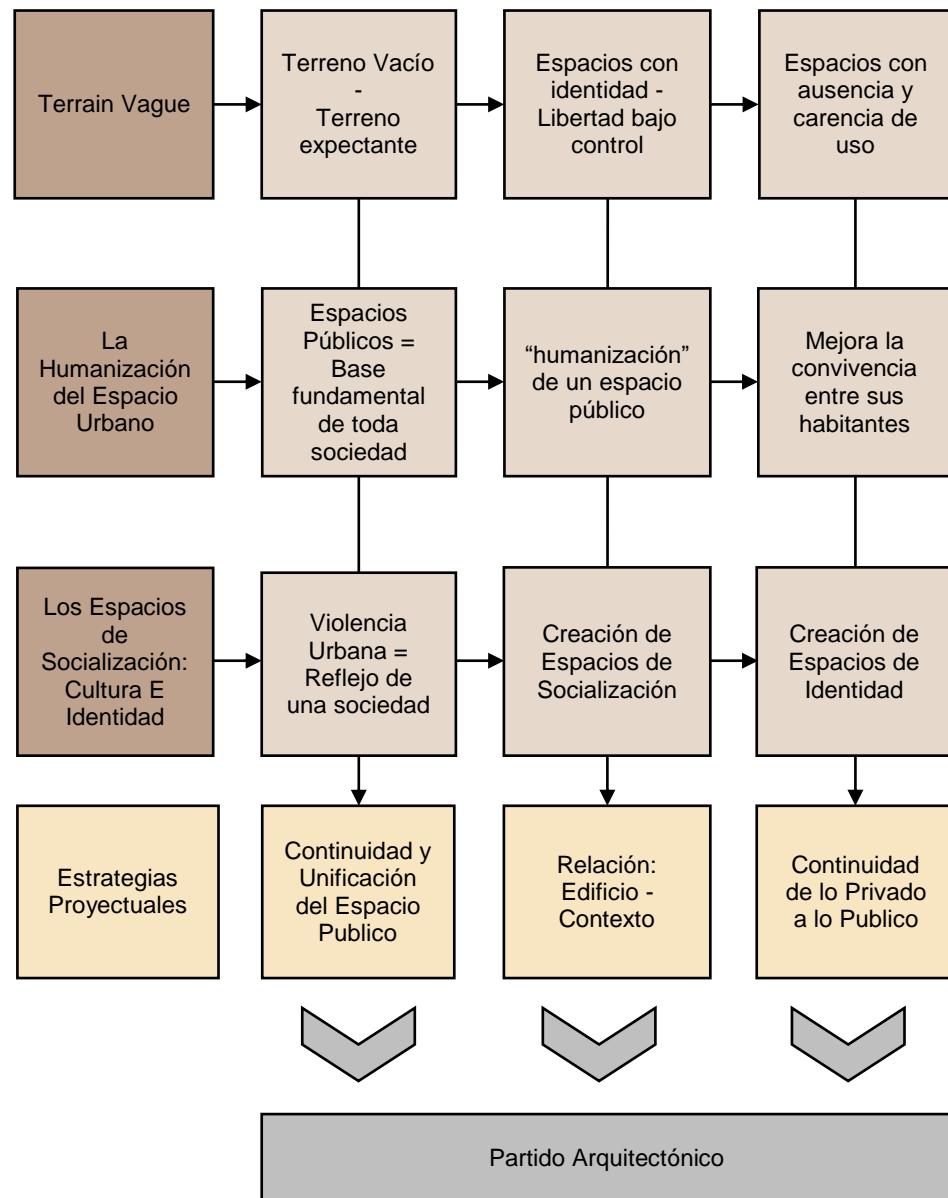 Terrain Vague
Terreno Vacío
-
Terreno
expectante
Espacios con
identidad -
Libertad bajo
control
Espacios con
ausencia y
carencia de
uso
La
Humanización
del Espacio
Urbano
Espacios
Públicos =
Base
fundamental
de toda
sociedad
“humanización”
de un espacio
público
Mejora la
convivencia
entre sus
habitantes
Los Espacios
de
Socialización:
Cultura E
Identidad
Violencia
Urbana =
Reflejo de
una sociedad
Creación de
Espacios de
Socialización
Creación de
Espacios de
Identidad
Estrategias
Proyectuales
Continuidad y
Unificación
del Espacio
Publico
Relación:
Edificio -
Contexto
Continuidad
de lo Privado
a lo Publico
Partido Arquitectónico